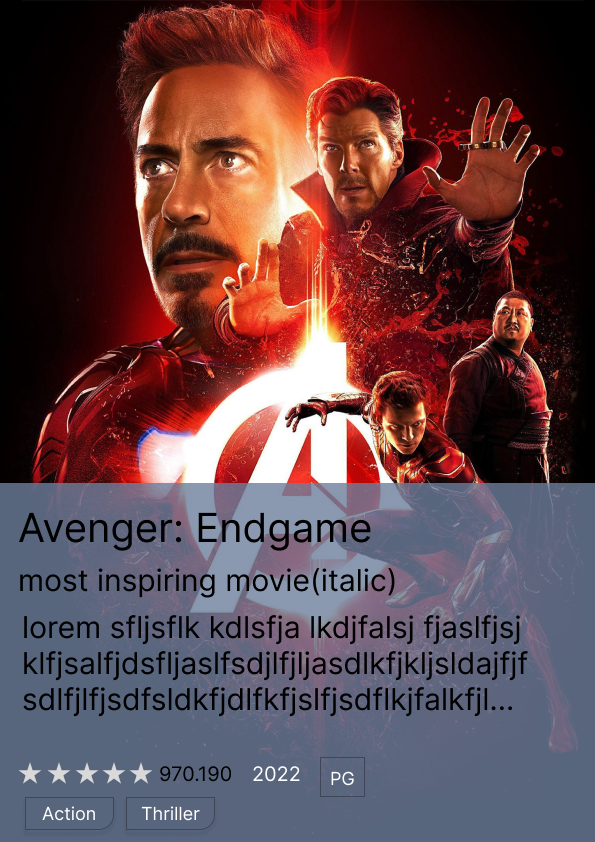 Avenger: Endgame
most inspiring movie(italic)
lorem sfljsflk kdlsfja lkdjfalsj fjaslfjsj
klfjsalfjdsfljaslfsdjlfjljasdlkfjkljsldajfjf
sdlfjlfjsdfsldkfjdlfkfjslfjsdflkjfalkfjl...
970.190 2022 PG
Action Thriller